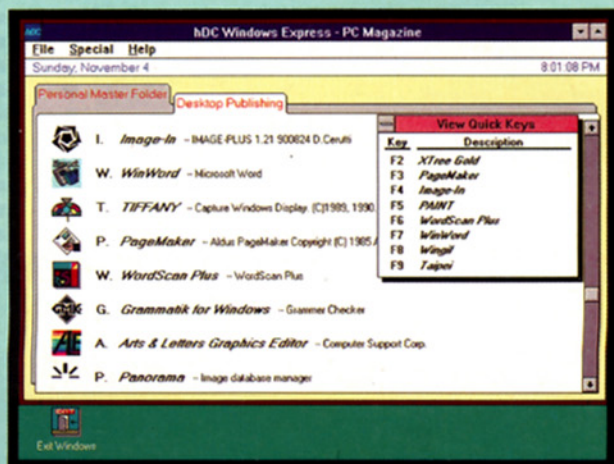 hDC
hDC Windows Express - PC Magazine
File Special Help
Sunday, November 4 8:01:08 PM
Personal Master Folder
Desktop Publishing
I. Image-In - IMAGE-PLUS 1.21 900824 D.Cerutti
W. WinWord - Microsoft Word
T. TIFFANY - Capture Windows Display. (C)1989, 1990.
P. PageMaker - Aldus PageMaker Copyright (C) 1985
W. WordScan Plus - WordScan Plus
G. Grammatik for Windows - Grammer Checker
A. Arts & Letters Graphics Editor - Computer Support Corp.
P. Panorama - Image database manager
GMK
View Quick Keys
Key Description
F2 XTree Gold
F3 PageMaker
F4 Image-In
F5 PAINT
F6 WordScan Plus
F7 WinWord
F8 Wingif
F9 Taipei
EXIT
Exit Windows